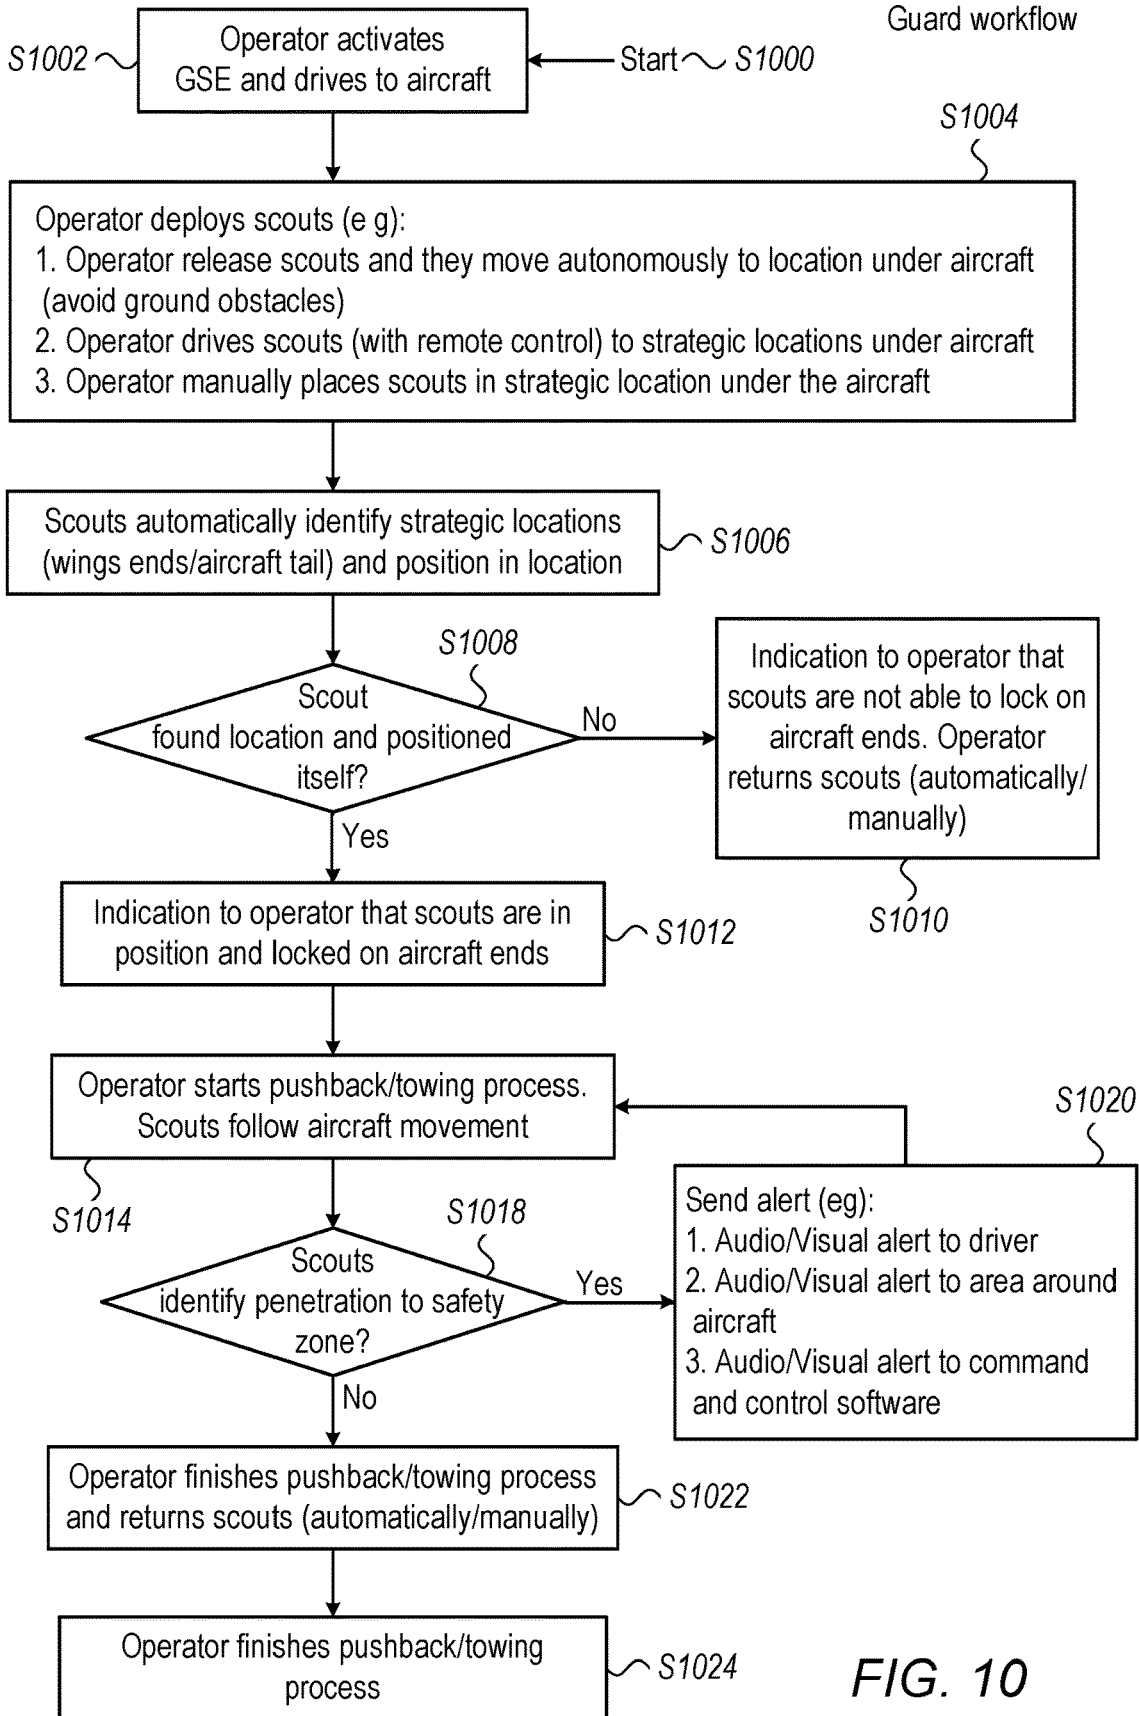 Guard workflow
Operator activates
GSE and drives to aircraft
S1002
Start
S1000
S1004
Operator deploys scouts (e g):
1. Operator release scouts and they move autonomously to location under aircraft
(avoid ground obstacles)
2. Operator drives scouts (with remote control) to strategic locations under aircraft
3. Operator manually places scouts in strategic location under the aircraft
Scouts automatically identify strategic locations
(wings ends/aircraft tail) and position in location
S1006
S1008
Scout
found location and positioned
itself?
No
Yes
Indication to operator that
scouts are not able to lock on
aircraft ends. Operator
returns scouts (automatically/
manually)
S1010
Indication to operator that scouts are in
position and locked on aircraft ends
S1012
Operator starts pushback/towing process.
Scouts follow aircraft movement
S1014
S1018
Scouts
identify penetration to safety
zone?
Yes
No
S1020
Send alert (eg):
1. Audio/Visual alert to driver
2. Audio/Visual alert to area around
aircraft
3. Audio/Visual alert to command
and control software
Operator finishes pushback/towing process
and returns scouts (automatically/manually)
S1022
Operator finishes pushback/towing
process
S1024
FIG. 10